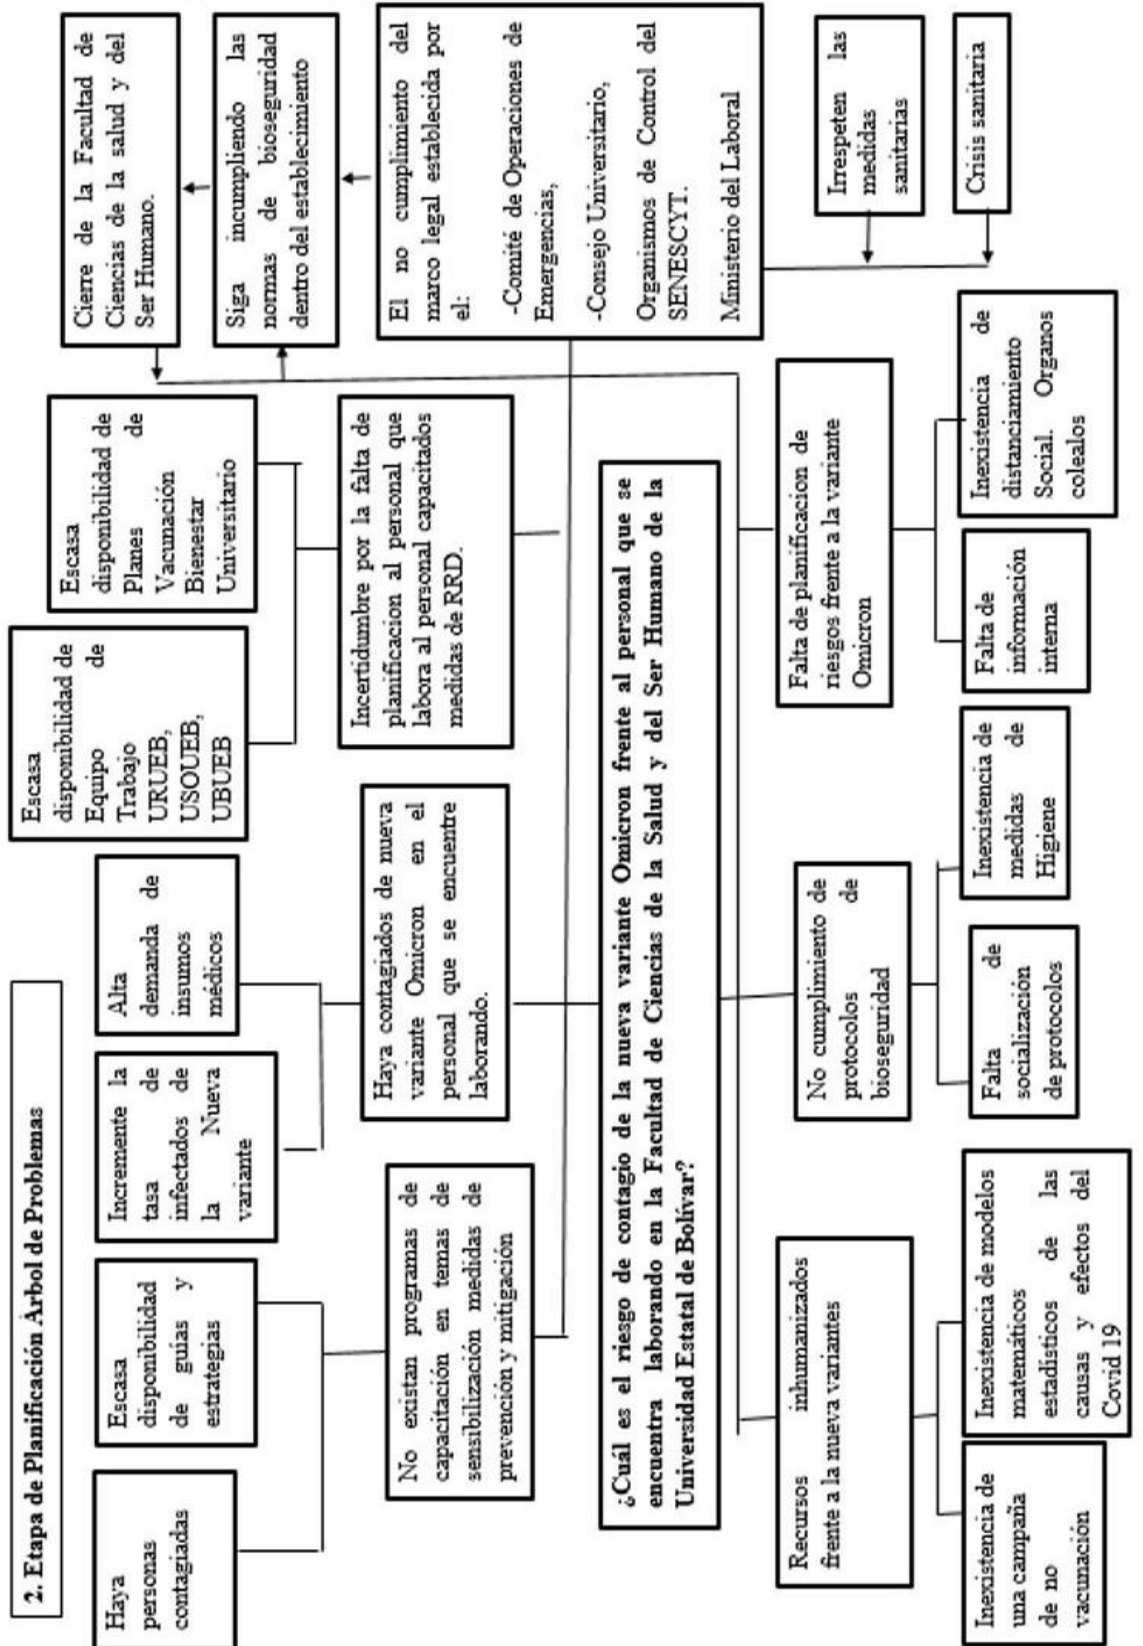 2. Etapa de Planificación Árbol de Problemas
Haya
personas
contagiadas
Escasa
disponibilidad
de guías y
estrategias
Incremente la
tasa de
infectados de
la Nueva
variante
Alta
demanda de
insumos
médicos
Escasa
disponibilidad de
Equipo de
Trabajo
URUEB,
USOUEB,
UBUEB
Escasa
disponibilidad de
Planes de
Vacunación
Bienestar
Universitario
Cierre de la Facultad de
Ciencias de la salud y del
Ser Humano.
Siga incumpliendo las
normas de bioseguridad
dentro del establecimiento
No existan programas de
capacitación en temas de
sensibilización medidas de
prevención y mitigación
Haya contagiados de nueva
variante Omicron en el
personal que se encuentre
laborando.
Incertidumbre por la falta de
planificacion al personal que
labora al personal capacitados
medidas de RRD.
El no cumplimiento del
marco legal establecida por
el:
-Comité de Operaciones de
Emergencias,
-Consejo Universitario,
Organismos de Control del
SENESCYT.
Ministerio del Laboral
¿Cuál es el riesgo de contagio de la nueva variante Omicron frente al personal que se
encuentra laborando en la Facultad de Ciencias de la Salud y del Ser Humano de la
Universidad Estatal de Bolívar?
Recursos inhumanizados
frente a la nueva variantes
No cumplimiento de
protocolos de
bioseguridad
Falta de planificacion de
riesgos frente a la variante
Omicron
Irrespeten las
medidas
sanitarias
Crisis sanitaria
Inexistencia de
una campaña
de no
vacunación
Inexistencia de modelos
matemáticos
estadísticos de las
causas y efectos del
Covid 19
Falta de
socialización
de protocolos
Inexistencia de
medidas de
Higiene
Falta de
información
interna
Inexistencia de
distanciamiento
Social. Organos
colealos